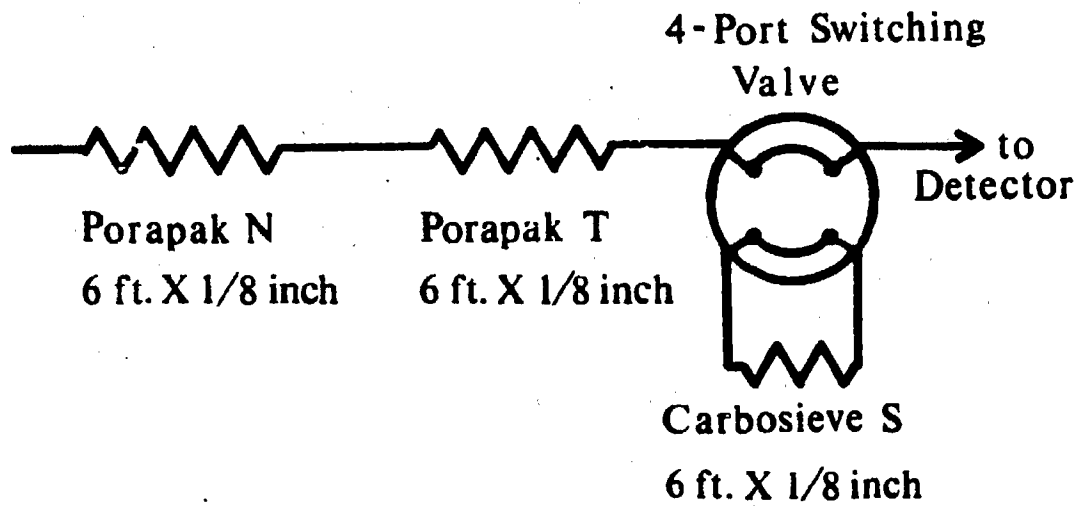 4-Port Switching
Valve
to
Detector
Porapak N
6 ft. X 1/8 inch
Porapak T
6 ft. X 1/8 inch
Carbosieve S
6 ft. X 1/8 inch